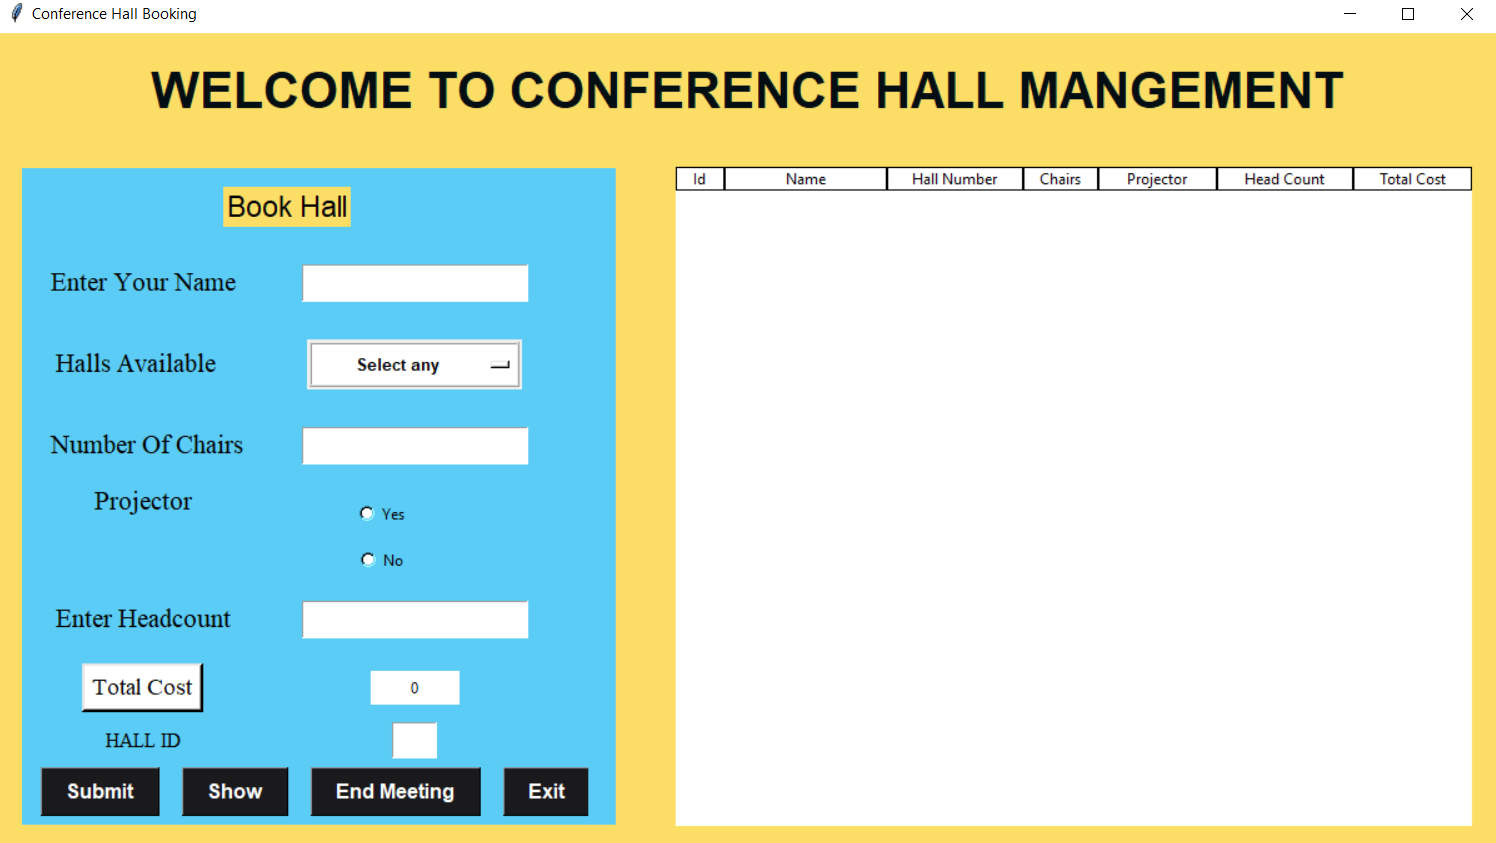 Conference Hall Booking
WELCOME TO CONFERENCE HALL MANGEMENT
Book Hall
Enter Your Name
Halls Available
Select any
Number Of Chairs
Projector
Yes
No
Enter Headcount
Total Cost
0
HALL ID
Submit Show End Meeting Exit
Id Name Hall Number Chairs Projector Head Count Total Cost